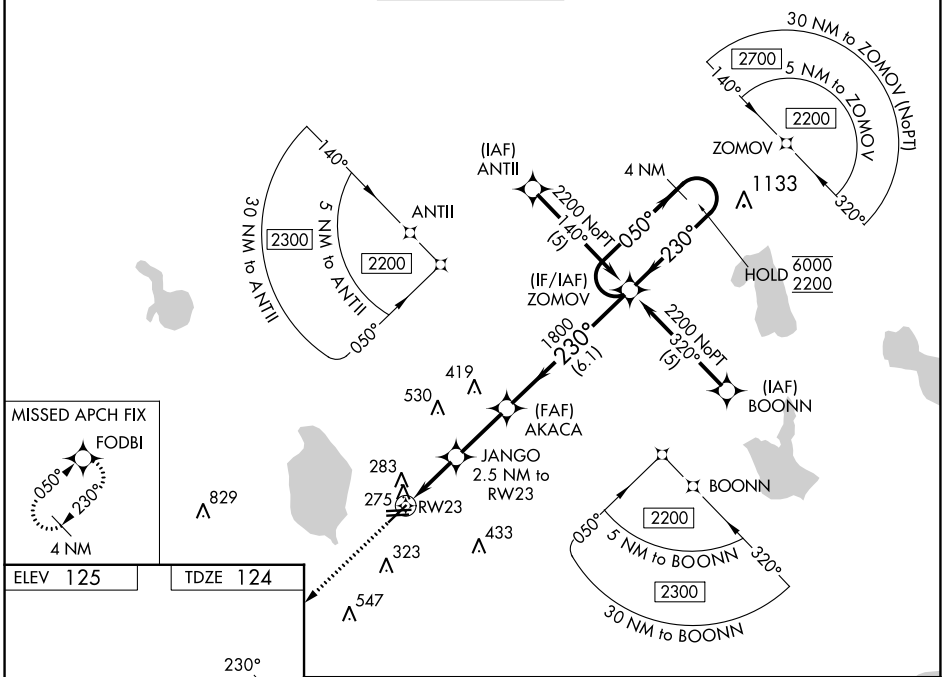 30 NM to ZOMOV (NoPT)
2700
5 NM to ZOMOV
140°
2200
ZOMOV
320°
1133
(IAF)
ANTII
4 NM
2200 NoPT
140°
(5)
050°
230°
HOLD 6000
2200
140°
ANTII
5 NM to ANTII
30 NM to ANTII
2300
2200
050°
(IF/IAF)
ZOMOV
2200 NoPT
320°
(5)
(IAF)
BOONN
1800
230°
(6.1)
419
530
(FAF)
AKACA
MISSED APCH FIX
FODBI
050°
230°
4 NM
829
283
275
RW23
JANGO
2.5 NM to
RW23
433
323
547
BOONN
050°
2200
5 NM to BOONN
320°
2300
30 NM to BOONN
ELEV 125
TDZE 124
230°